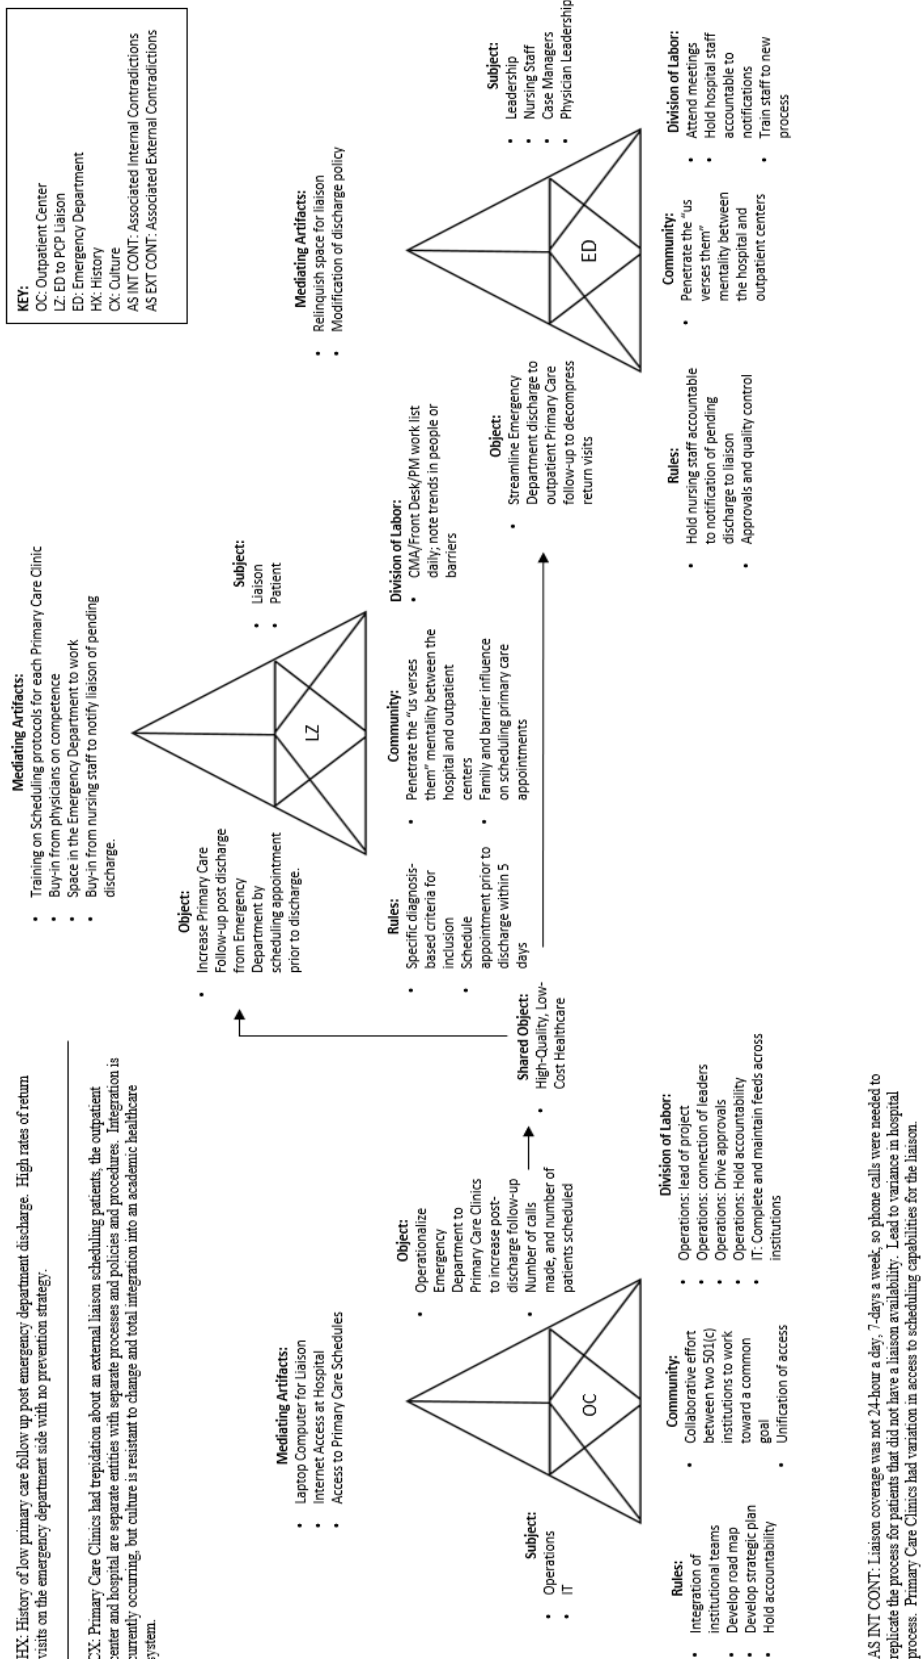 HX: History of low primary care follow up post emergency department discharge. High rates of return
visits on the emergency department side with no prevention strategy.
CX: Primary Care Clinics had trepidation about an external liaison scheduling patients, the outpatient
center and hospital are separate entities with separate processes and policies and procedures. Integration is
currently occurring, but culture is resistant to change and total integration into an academic healthcare
system.
Mediating Artifacts:
• Training on Scheduling protocols for each Primary Care Clinic
• Buy-in from physicians on competence
• Space in the Emergency Department to work
• Buy-in from nursing staff to notify liaison of pending
discharge.
KEY:
OC: Outpatient Center
LZ: ED to PCP Liaison
ED: Emergency Department
HX: History
CX: Culture
AS INT CONT: Associated Internal Contradictions
AS EXT CONT: Associated External Contradictions
Object:
• Increase Primary Care
Follow-up post discharge
from Emergency
Department by
scheduling appointment
prior to discharge.
LZ
Subject:
• Liaison
• Patient
Rules:
• Specific diagnosis-
based criteria for
inclusion
• Schedule
appointment prior to
discharge within 5
days
Community:
• Penetrate the "us verses
them" mentality between the
hospital and outpatient
centers
• Family and barrier influence
on scheduling primary care
appointments
Division of Labor:
• CMA/Front Desk/PM work list
daily; note trends in people or
barriers
Mediating Artifacts:
• Laptop Computer for Liaison
• Internet Access at Hospital
• Access to Primary Care Schedules
Subject:
• Operations
• IT
OC
Object:
• Operationalize
Emergency
Department to
Primary Care Clinics
to increase post-
discharge follow-up
• Number of calls
made, and number of
patients scheduled
Shared Object:
• High-Quality, Low-
Cost Healthcare
Rules:
• Integration of
institutional teams
• Develop road map
• Develop strategic plan
• Hold accountability
Community:
• Collaborative effort
between two 501(c)
institutions to work
toward a common
goal
• Unification of access
Division of Labor:
• Operations: lead of project
• Operations: connection of leaders
• Operations: Drive approvals
• Operations: Hold accountability
• IT: Complete and maintain feeds across
institutions
Mediating Artifacts:
• Relinquish space for liaison
• Modification of discharge policy
Object:
• Streamline Emergency
Department discharge to
outpatient Primary Care
follow-up to decompress
return visits
ED
Subject:
• Leadership
• Nursing Staff
• Case Managers
• Physician Leadership
Rules:
• Hold nursing staff accountable
to notification of pending
discharge to liaison
• Approvals and quality control
Community:
• Penetrate the "us
verses them"
mentality between
the hospital and
outpatient centers
Division of Labor:
• Attend meetings
• Hold hospital staff
accountable to
notifications
• Train staff to new
process
AS INT CONT: Liaison coverage was not 24-hour a day, 7-days a week, so phone calls were needed to
replicate the process for patients that did not have a liaison availability. Lead to variance in hospital
process. Primary Care Clinics had variation in access to scheduling capabilities for the liaison.